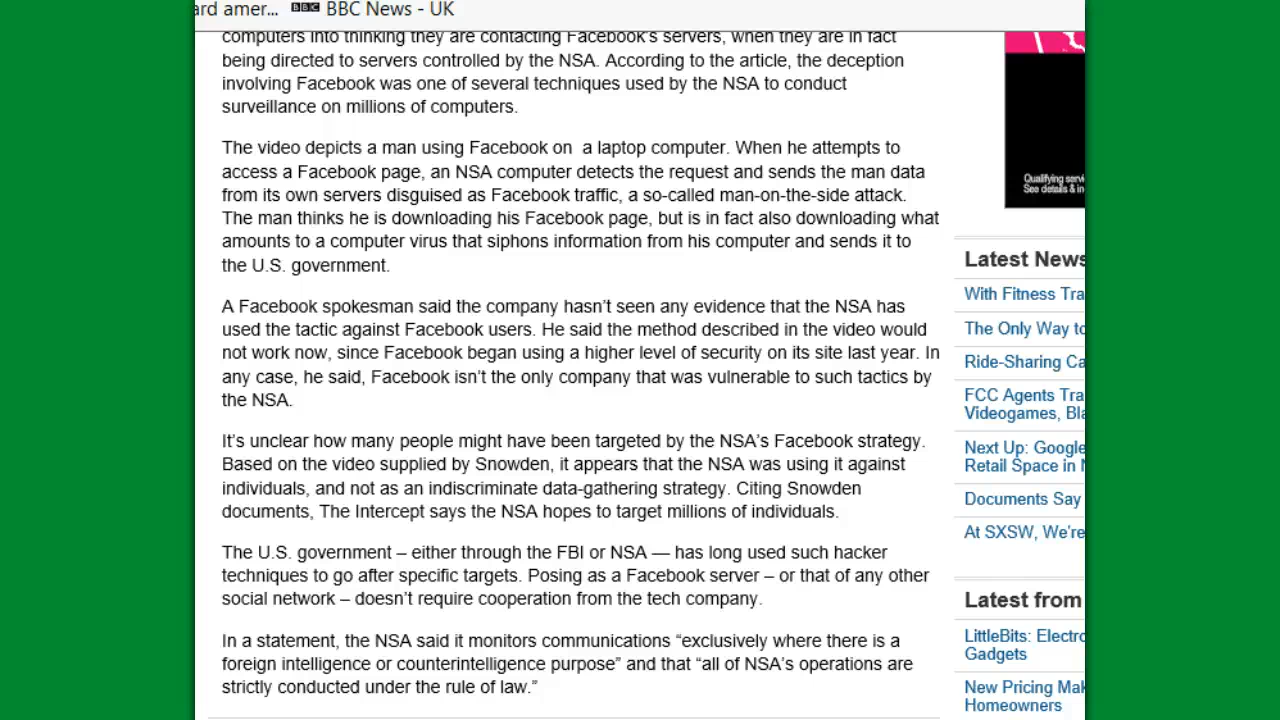 ard amer... BBC BBC News - UK
computers into thinking they are contacting Facebook's servers, when they are in fact
being directed to servers controlled by the NSA. According to the article, the deception
involving Facebook was one of several techniques used by the NSA to conduct
surveillance on millions of computers.
The video depicts a man using Facebook on  a laptop computer. When he attempts to
access a Facebook page, an NSA computer detects the request and sends the man data
from its own servers disguised as Facebook traffic, a so-called man-on-the-side attack.
The man thinks he is downloading his Facebook page, but is in fact also downloading what
amounts to a computer virus that siphons information from his computer and sends it to
the U.S. government.
A Facebook spokesman said the company hasn't seen any evidence that the NSA has
used the tactic against Facebook users. He said the method described in the video would
not work now, since Facebook began using a higher level of security on its site last year. In
any case, he said, Facebook isn't the only company that was vulnerable to such tactics by
the NSA.
It's unclear how many people might have been targeted by the NSA's Facebook strategy.
Based on the video supplied by Snowden, it appears that the NSA was using it against
individuals, and not as an indiscriminate data-gathering strategy. Citing Snowden
documents, The Intercept says the NSA hopes to target millions of individuals.
The U.S. government – either through the FBI or NSA — has long used such hacker
techniques to go after specific targets. Posing as a Facebook server – or that of any other
social network – doesn't require cooperation from the tech company.
In a statement, the NSA said it monitors communications “exclusively where there is a
foreign intelligence or counterintelligence purpose” and that “all of NSA's operations are
strictly conducted under the rule of law.”
Qualifying servi
See details & in
Latest News
With Fitness Tra
The Only Way to
Ride-Sharing Ca
FCC Agents Tra
Videogames, Bla
Next Up: Google
Retail Space in N
Documents Say
At SXSW, We're
Latest from
LittleBits: Electro
Gadgets
New Pricing Mak
Homeowners